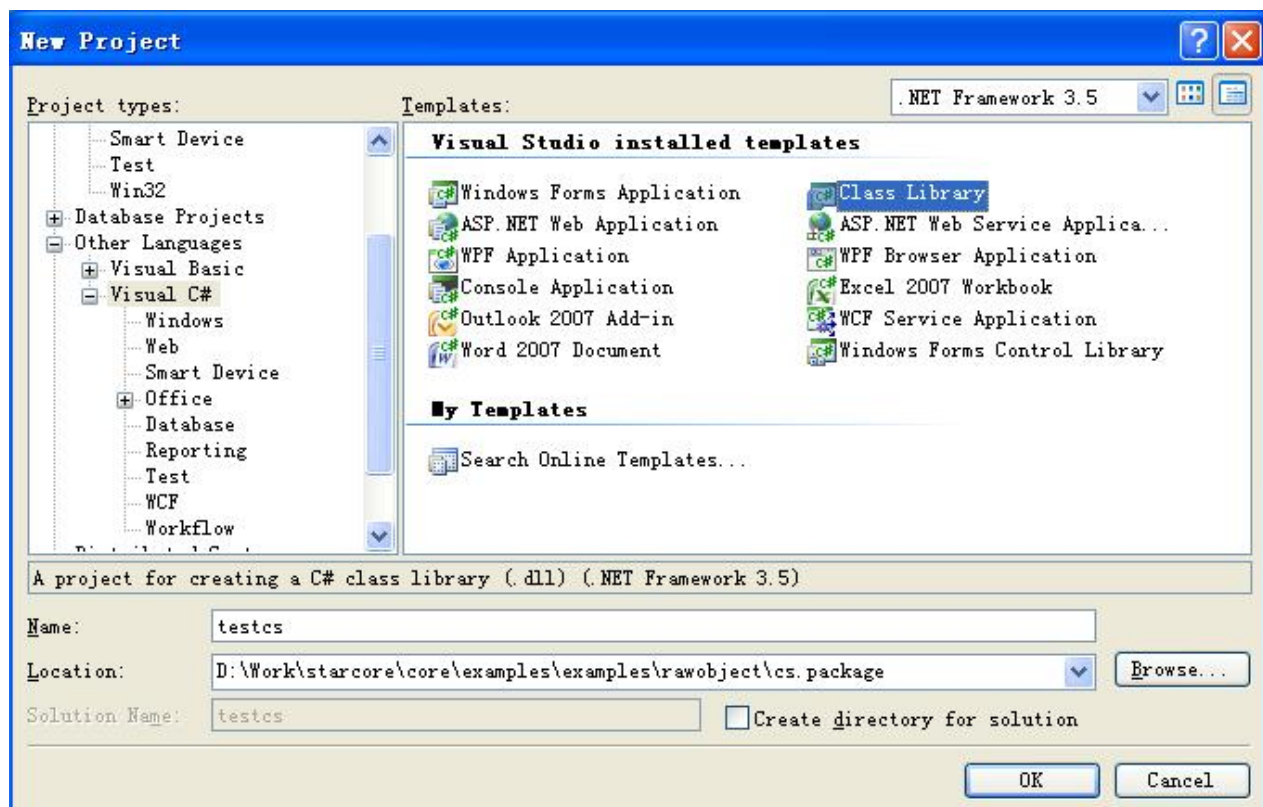 New Project
Project types:
Templates:
.NET Framework 3.5
Smart Device
Test
Win32
Database Projects
Other Languages
Visual Basic
Visual C#
Windows
Web
Smart Device
Office
Database
Reporting
Test
WCF
Workflow
Visual Studio installed templates
Windows Forms Application
Class Library
ASP.NET Web Application
ASP.NET Web Service Applica...
WPF Application
WPF Browser Application
Console Application
Excel 2007 Workbook
Outlook 2007 Add-in
WCF Service Application
Word 2007 Document
Windows Forms Control Library
My Templates
Search Online Templates...
A project for creating a C# class library (.dll) (.NET Framework 3.5)
Name:
testcs
Location:
D:\Work\starcore\core\examples\examples\rawobject\cs.package
Browse...
Solution Name:
testcs
Create directory for solution
OK
Cancel